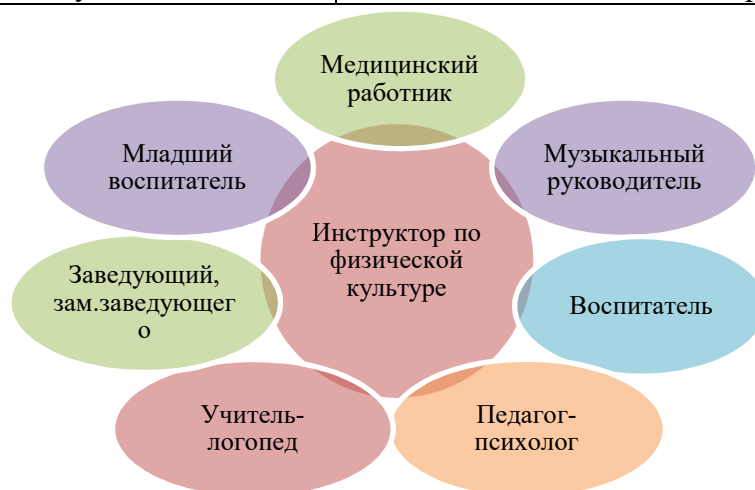 Медицинский
работник
Младший
воспитатель
Музыкальный
руководитель
Инструктор по
физической
культуре
Заведующий,
зам.заведующег
о
Воспитатель
Учитель-
логопед
Педагог-
психолог